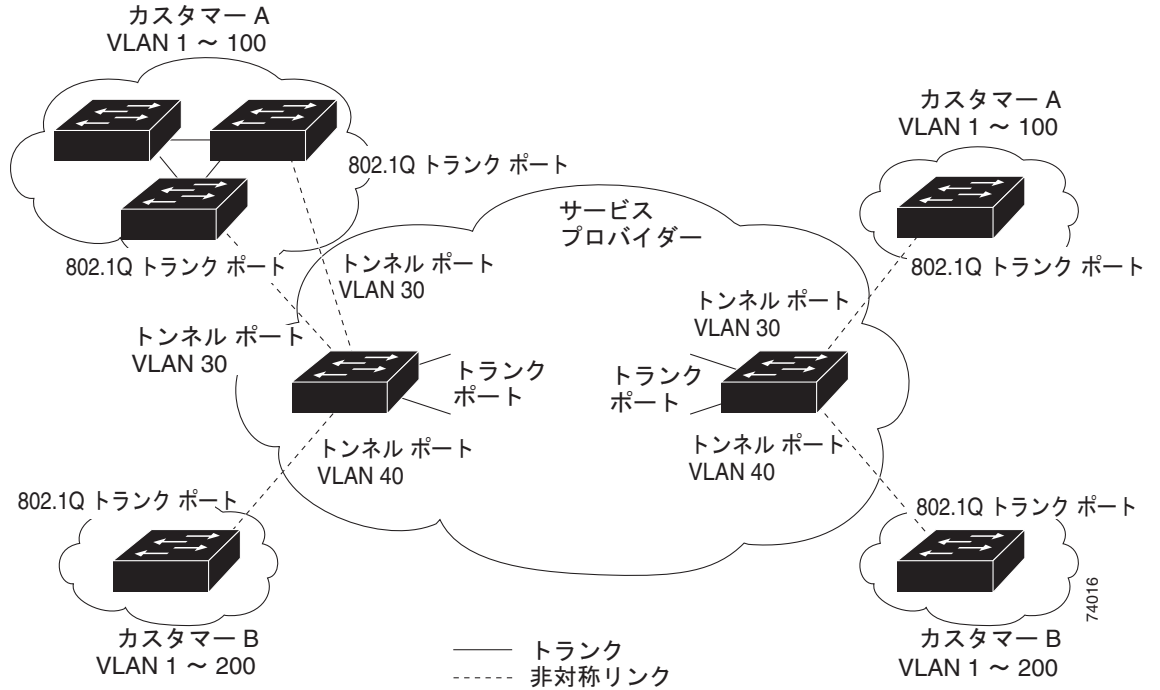 カスタマー A
VLAN 1 ～ 100
カスタマー A
VLAN 1 ～ 100
802.1Q トランク ポート
サービス
プロバイダー
802.1Q トランク ポート
トンネル ポート
VLAN 30
802.1Q トランク ポート
トンネル ポート
VLAN 30
トンネル ポート
VLAN 30
トランク
ポート
トランク
ポート
トンネル ポート
VLAN 40
トンネル ポート
VLAN 40
802.1Q トランク ポート
802.1Q トランク ポート
カスタマー B
VLAN 1 ～ 200
カスタマー B
VLAN 1 ～ 200
74016
トランク
非対称リンク